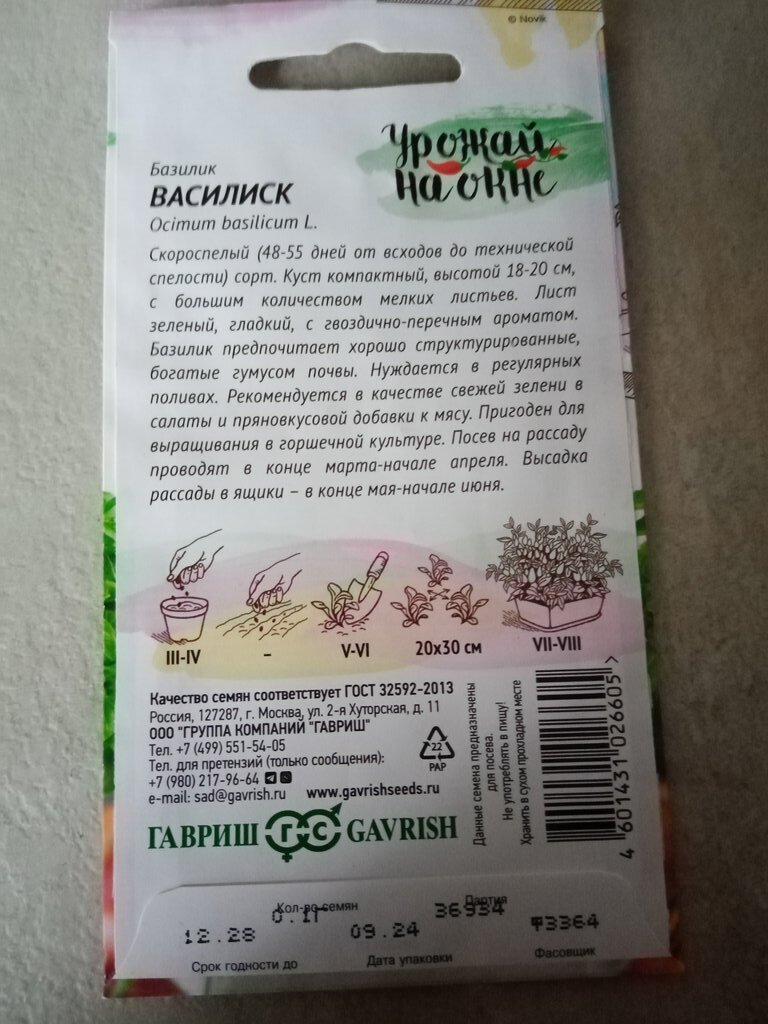 © Novik
Урожай
на окне
Базилик
ВАСИЛИСК
Ocimum basilicum L.
Скороспелый (48-55 дней от всходов до технической
спелости) сорт. Куст компактный, высотой 18-20 см,
с большим количеством мелких листьев. Лист
зеленый, гладкий, с гвоздично-перечным ароматом.
Базилик предпочитает хорошо структурированные,
богатые гумусом почвы. Нуждается в регулярных
поливах. Рекомендуется в качестве свежей зелени в
салаты и пряновкусовой добавки к мясу. Пригоден для
выращивания в горшечной культуре. Посев на рассаду
проводят в конце марта-начале апреля. Высадка
рассады в ящики – в конце мая-начале июня.
III-IV – V-VI 20х30 см VII-VIII
Качество семян соответствует ГОСТ 32592-2013
Россия, 127287, г. Москва, ул. 2-я Хуторская, д. 11
ООО "ГРУППА КОМПАНИЙ "ГАВРИШ"
Тел. +7 (499) 551-54-05
Тел. для претензий (только сообщения):
+7 (980) 217-96-64
e-mail: sad@gavrish.ru www.gavrishseeds.ru
22
PAP
ГАВРИШ ГС GAVRISH
Данные семена предназначены
для посева.
Не употреблять в пищу!
Хранить в сухом прохладном месте
4 601431 026605 >
Кол-во семян Партия
0.1Г 36934
12.28 09.24 Ф3364
Срок годности до Дата упаковки Фасовщик